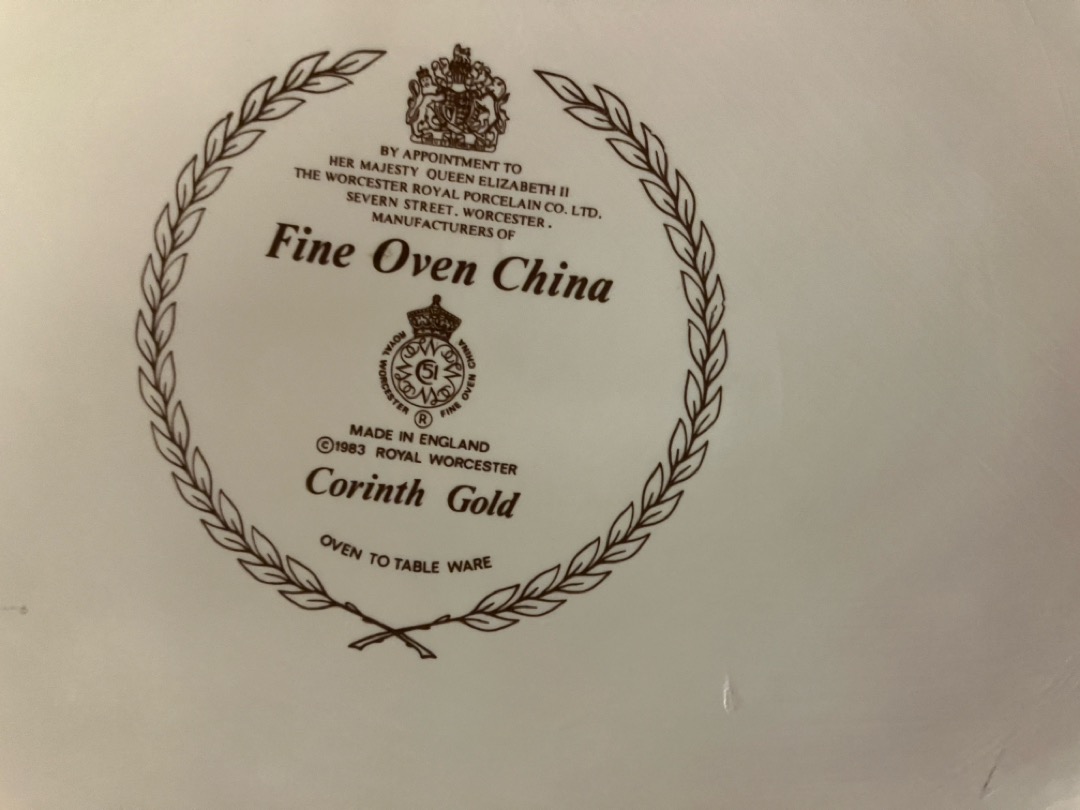 BY APPOINTMENT TO
HER MAJESTY QUEEN ELIZABETH II
THE WORCESTER ROYAL PORCELAIN CO. LTD.
SEVERN STREET, WORCESTER.
MANUFACTURERS OF
Fine Oven China
ROYAL WORCESTER FINE OVEN CHINA
51
®
MADE IN ENGLAND
©1983 ROYAL WORCESTER
Corinth Gold
OVEN TO TABLE WARE